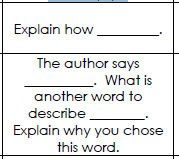 Explain how _________.
The author says
__________. What is
another word to
describe ________.
Explain why you chose
this word.